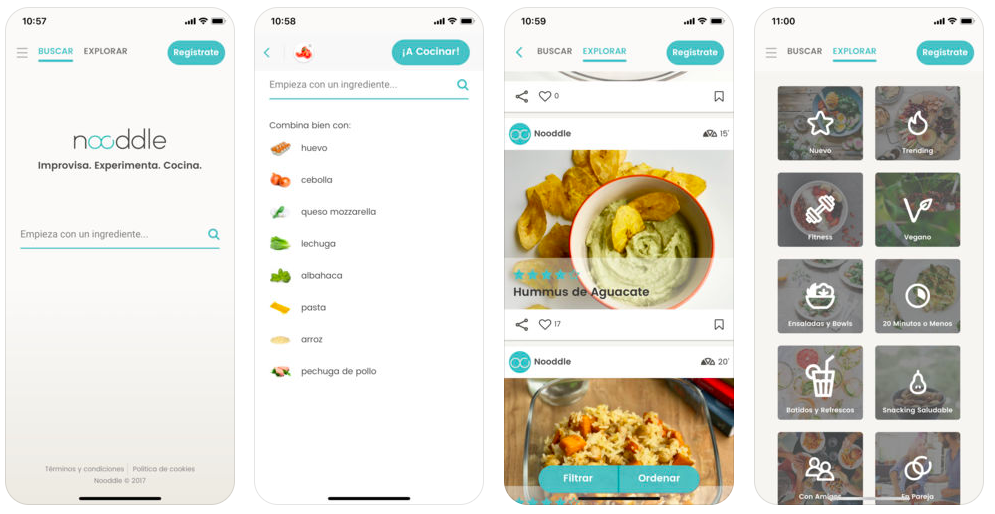 10:57
BUSCAR
EXPLORAR
Regístrate
nooddle
Improvisa. Experimenta. Cocina.
Empieza con un ingrediente...
Términos y condiciones | Política de cookies
Nooddle © 2017
10:58
¡A Cocinar!
Empieza con un ingrediente...
Combina bien con:
huevo
cebolla
queso mozzarella
lechuga
albahaca
pasta
arroz
pechuga de pollo
10:59
BUSCAR
EXPLORAR
Regístrate
0
Nooddle
15'
Hummus de Aguacate
17
Nooddle
20'
Filtrar
Ordenar
11:00
BUSCAR
EXPLORAR
Regístrate
Nuevo
Trending
Fitness
Vegano
Ensaladas y Bowls
20 Minutos o Menos
Batidos y Refrescos
Snacking Saludable
Con Amigos
En Pareja